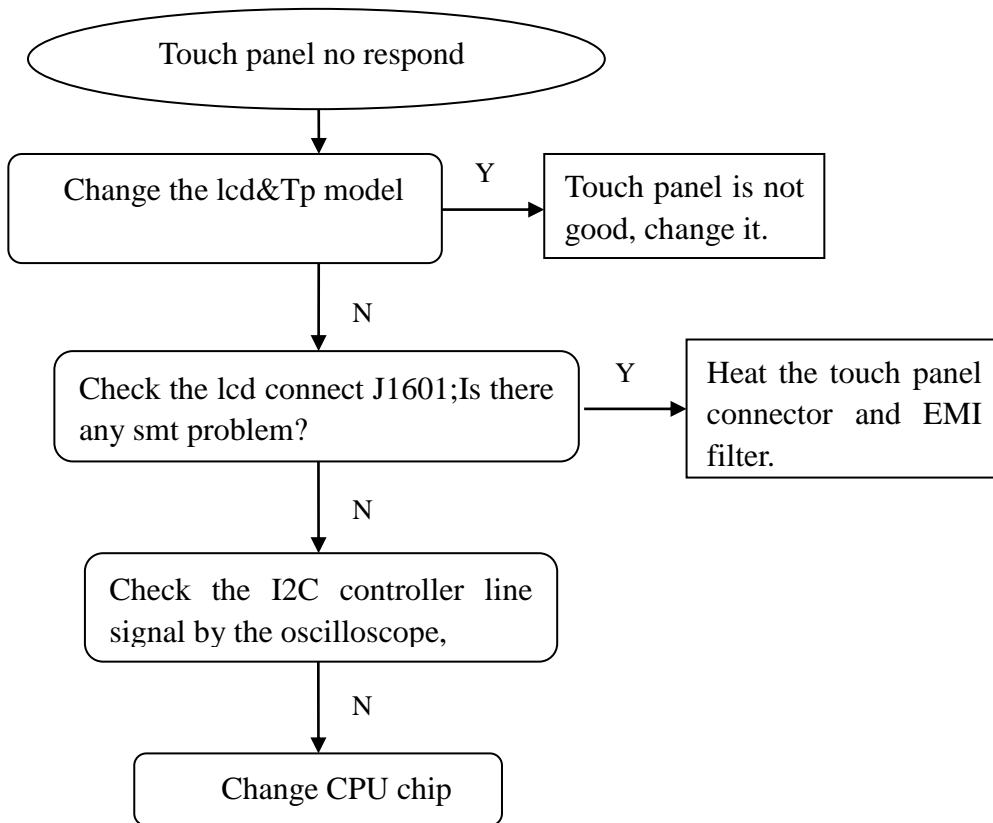 Touch panel no respond
Change the lcd&Tp model
Y
Touch panel is not
good, change it.
N
Check the lcd connect J1601;Is there
any smt problem?
Y
Heat the touch panel
connector and EMI
filter.
N
Check the I2C controller line
signal by the oscilloscope,
N
Change CPU chip